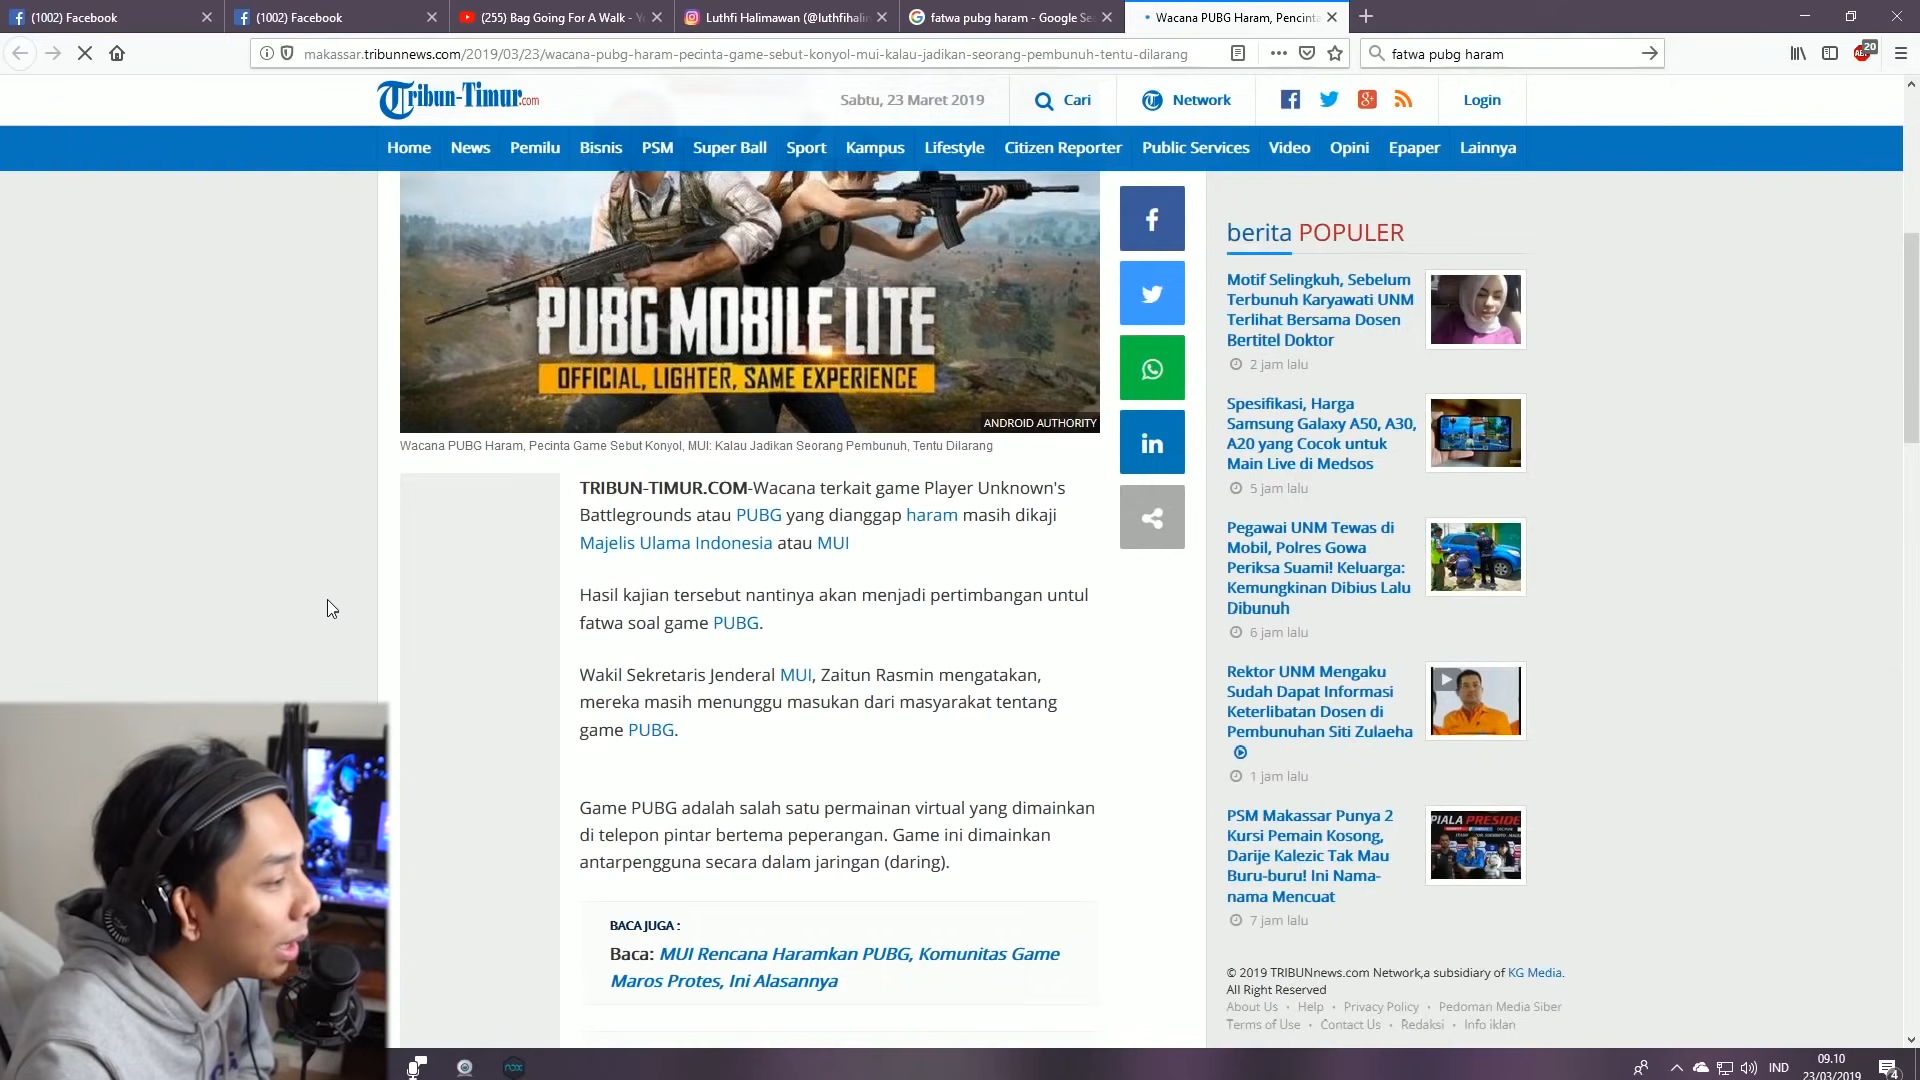 (1002) Facebook
(1002) Facebook
(255) Bag Going For A Walk - Y
Luthfi Halimawan (@luthfihalim
fatwa pubg haram - Google Se
Wacana PUBG Haram, Pencinta
makassar.tribunnews.com/2019/03/23/wacana-pubg-haram-pecinta-game-sebut-konyol-mui-kalau-jadikan-seorang-pembunuh-tentu-dilarang
fatwa pubg haram
20
Tribun-Timur.com
Sabtu, 23 Maret 2019
Cari
Network
Login
Home News Pemilu Bisnis PSM Super Ball Sport Kampus Lifestyle Citizen Reporter Public Services Video Opini Epaper Lainnya
PUBG MOBILE LITE
OFFICIAL, LIGHTER, SAME EXPERIENCE
ANDROID AUTHORITY
Wacana PUBG Haram, Pecinta Game Sebut Konyol, MUI: Kalau Jadikan Seorang Pembunuh, Tentu Dilarang
TRIBUN-TIMUR.COM-Wacana terkait game Player Unknown's
Battlegrounds atau PUBG yang dianggap haram masih dikaji
Majelis Ulama Indonesia atau MUI
Hasil kajian tersebut nantinya akan menjadi pertimbangan untul
fatwa soal game PUBG.
Wakil Sekretaris Jenderal MUI, Zaitun Rasmin mengatakan,
mereka masih menunggu masukan dari masyarakat tentang
game PUBG.
Game PUBG adalah salah satu permainan virtual yang dimainkan
di telepon pintar bertema peperangan. Game ini dimainkan
antarpengguna secara dalam jaringan (daring).
BACA JUGA :
Baca: MUI Rencana Haramkan PUBG, Komunitas Game
Maros Protes, Ini Alasannya
berita POPULER
Motif Selingkuh, Sebelum
Terbunuh Karyawati UNM
Terlihat Bersama Dosen
Bertitel Doktor
2 jam lalu
Spesifikasi, Harga
Samsung Galaxy A50, A30,
A20 yang Cocok untuk
Main Live di Medsos
5 jam lalu
Pegawai UNM Tewas di
Mobil, Polres Gowa
Periksa Suami! Keluarga:
Kemungkinan Dibius Lalu
Dibunuh
6 jam lalu
Rektor UNM Mengaku
Sudah Dapat Informasi
Keterlibatan Dosen di
Pembunuhan Siti Zulaeha
1 jam lalu
PSM Makassar Punya 2
Kursi Pemain Kosong,
Darije Kalezic Tak Mau
Buru-buru! Ini Nama-
nama Mencuat
7 jam lalu
PIALA PRESIDE
© 2019 TRIBUNnews.com Network,a subsidiary of KG Media.
All Right Reserved
About Us • Help • Privacy Policy • Pedoman Media Siber
Terms of Use • Contact Us • Redaksi • Info iklan
nox
IND
09.10
23/03/2019
4